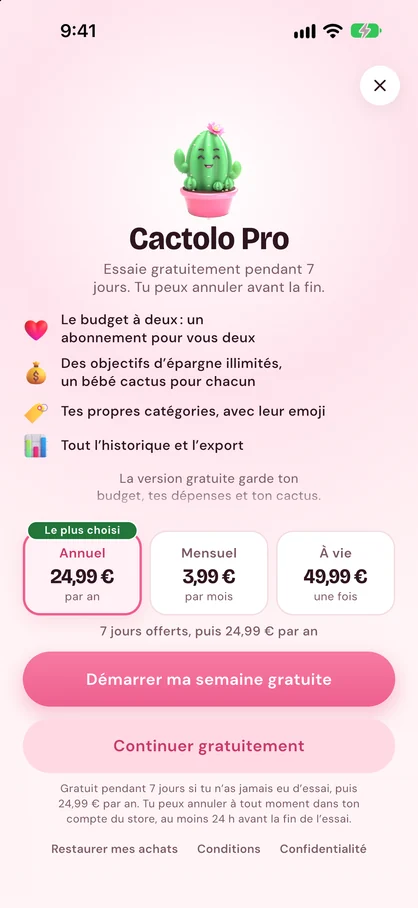 9:41
Cactolo Pro
Essaie gratuitement pendant 7
jours. Tu peux annuler avant la fin.
Le budget à deux : un
abonnement pour vous deux
Des objectifs d’épargne illimités,
un bébé cactus pour chacun
Tes propres catégories, avec leur emoji
Tout l’historique et l’export
La version gratuite garde ton
budget, tes dépenses et ton cactus.
Le plus choisi
Annuel
24,99 €
par an
Mensuel
3,99 €
par mois
À vie
49,99 €
une fois
7 jours offerts, puis 24,99 € par an
Démarrer ma semaine gratuite
Continuer gratuitement
Gratuit pendant 7 jours si tu n’as jamais eu d’essai, puis
24,99 € par an. Tu peux annuler à tout moment dans ton
compte du store, au moins 24 h avant la fin de l’essai.
Restaurer mes achats Conditions Confidentialité